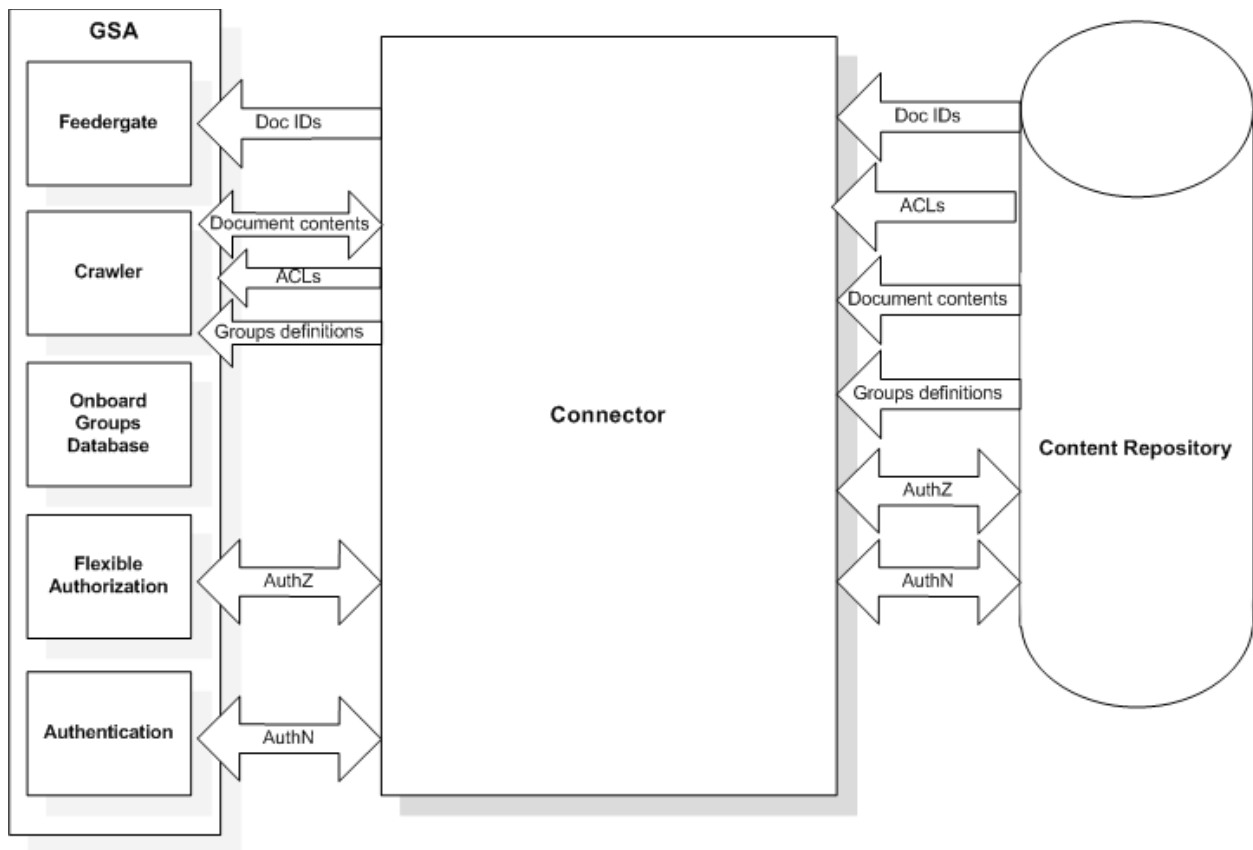 GSA
Feedergate
Crawler
Onboard
Groups
Database
Flexible
Authorization
Authentication
Doc IDs
Document contents
ACLs
Groups definitions
AuthZ
AuthN
Connector
Doc IDs
ACLs
Document contents
Groups definitions
AuthZ
AuthN
Content Repository